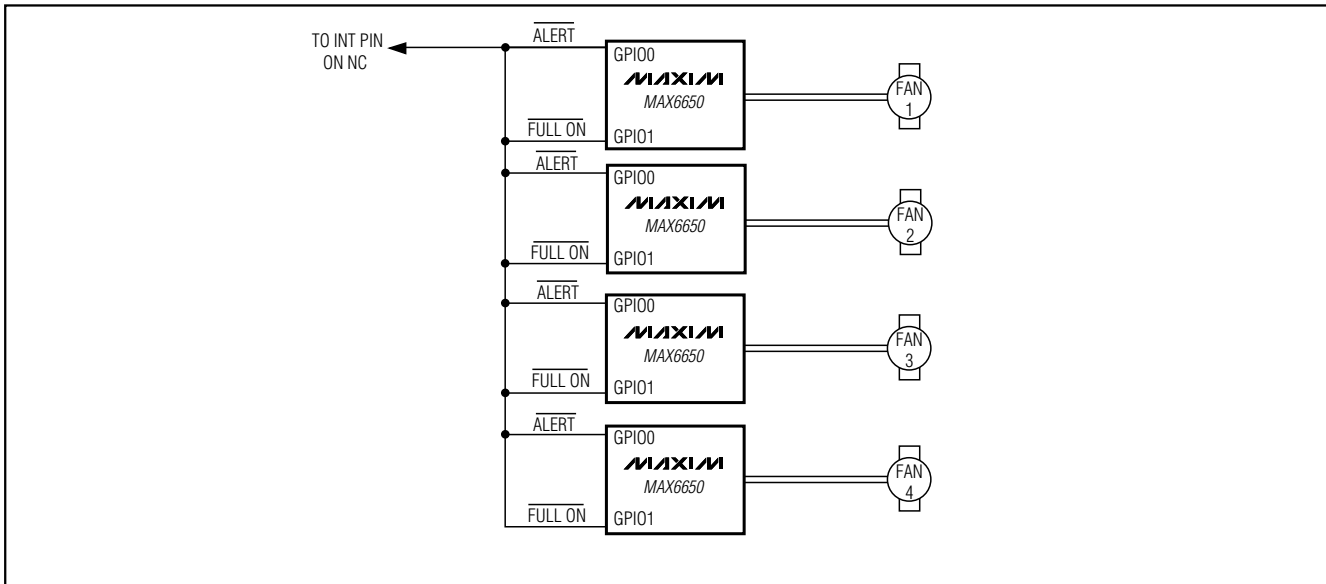 TO INT PIN
ON NC
ALERT
GPIO0
MAXIM
MAX6650
FULL ON
GPIO1
FAN
1
ALERT
GPIO0
MAXIM
MAX6650
FULL ON
GPIO1
FAN
2
ALERT
GPIO0
MAXIM
MAX6650
FULL ON
GPIO1
FAN
3
ALERT
GPIO0
MAXIM
MAX6650
FULL ON
GPIO1
FAN
4